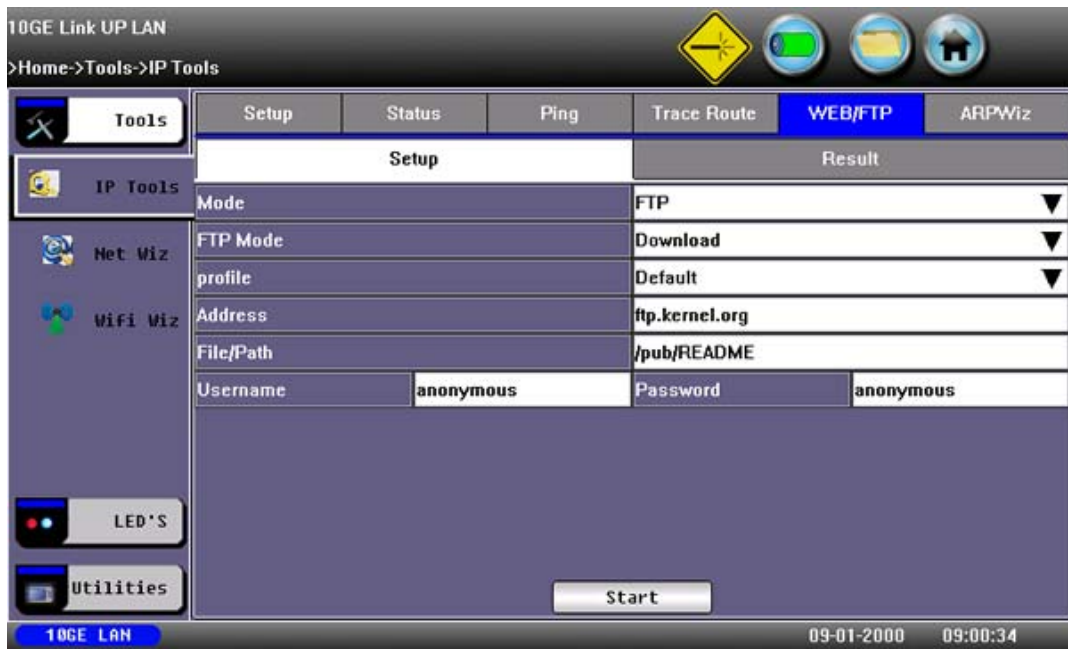 10GE Link UP LAN
>Home->Tools->IP Tools
Tools
IP Tools
Net Wiz
Wifi Wiz
LED'S
Utilities
Setup Status Ping Trace Route WEB/FTP ARPWiz
Setup Result
Mode FTP
FTP Mode Download
profile Default
Address ftp.kernel.org
File/Path /pub/README
Username anonymous Password anonymous
Start
10GE LAN 09-01-2000 09:00:34